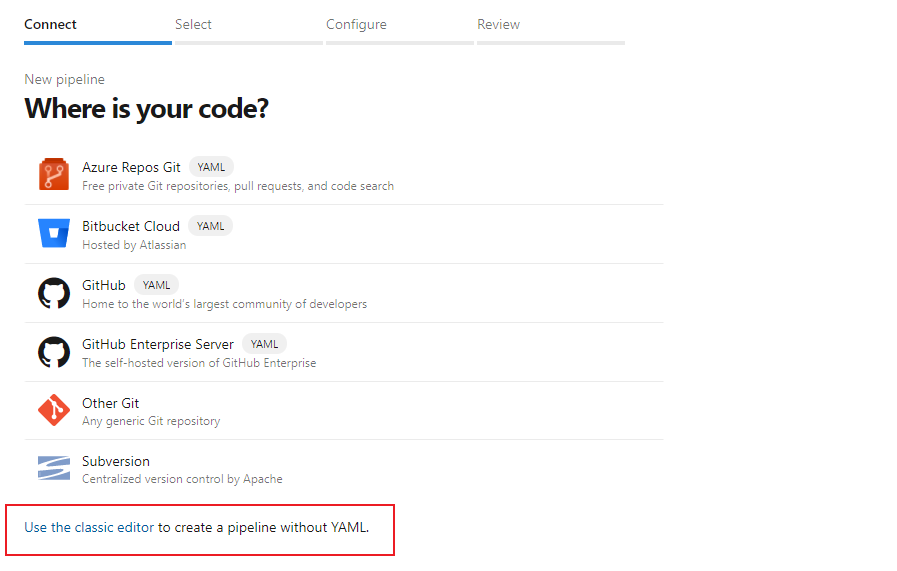 Connect Select Configure Review
New pipeline
Where is your code?
Azure Repos Git YAML
Free private Git repositories, pull requests, and code search
Bitbucket Cloud YAML
Hosted by Atlassian
GitHub YAML
Home to the world's largest community of developers
GitHub Enterprise Server YAML
The self-hosted version of GitHub Enterprise
Other Git
Any generic Git repository
Subversion
Centralized version control by Apache
Use the classic editor to create a pipeline without YAML.